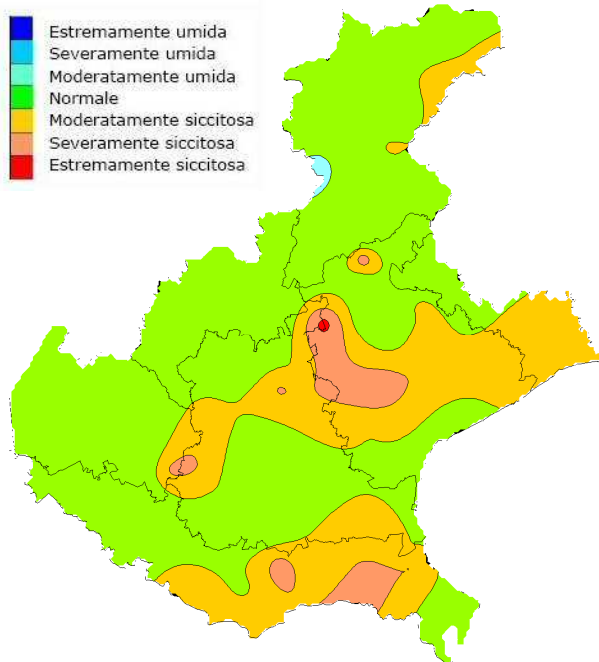 Estremamente umida
Severamente umida
Moderatamente umida
Normale
Moderatamente siccitosa
Severamente siccitosa
Estremamente siccitosa